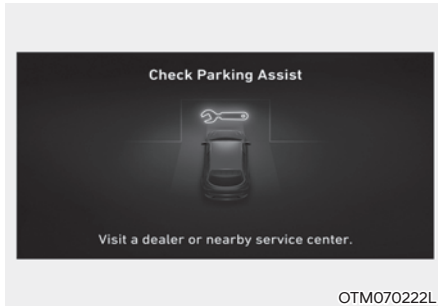 Check Parking Assist
Visit a dealer or nearby service center.
OTM070222L